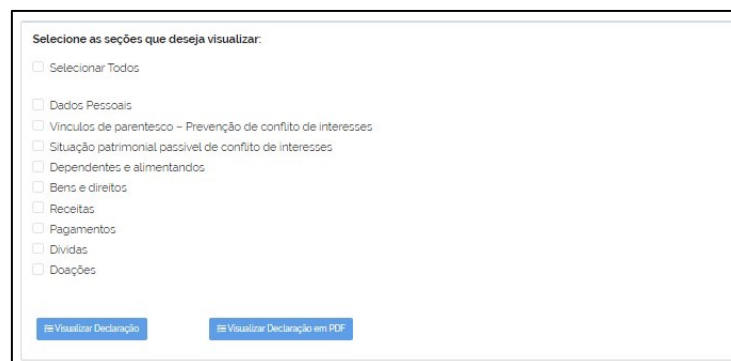 Selecione as seções que deseja visualizar:
Selecionar Todos
Dados Pessoais
Vínculos de parentesco – Prevenção de conflito de interesses
Situação patrimonial passível de conflito de interesses
Dependentes e alimentandos
Bens e direitos
Receitas
Pagamentos
Dívidas
Doações
Visualizar Declaração
Visualizar Declaração em PDF